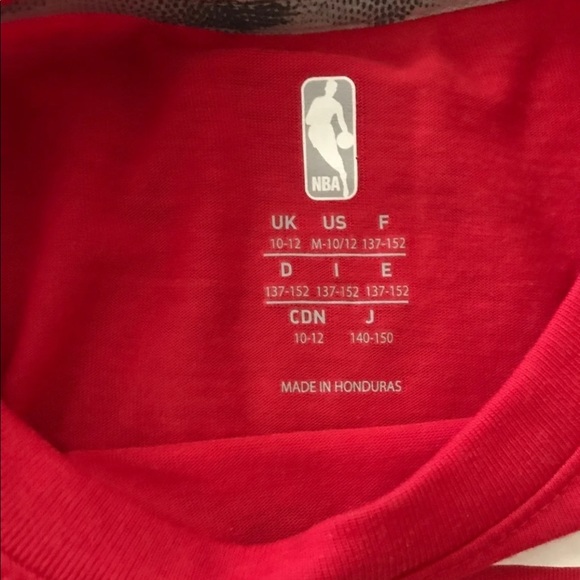 NBA
UK US F
10-12 M-10/12 137-152
D I E
137-152 137-152 137-152
CDN J
10-12 140-150
MADE IN HONDURAS